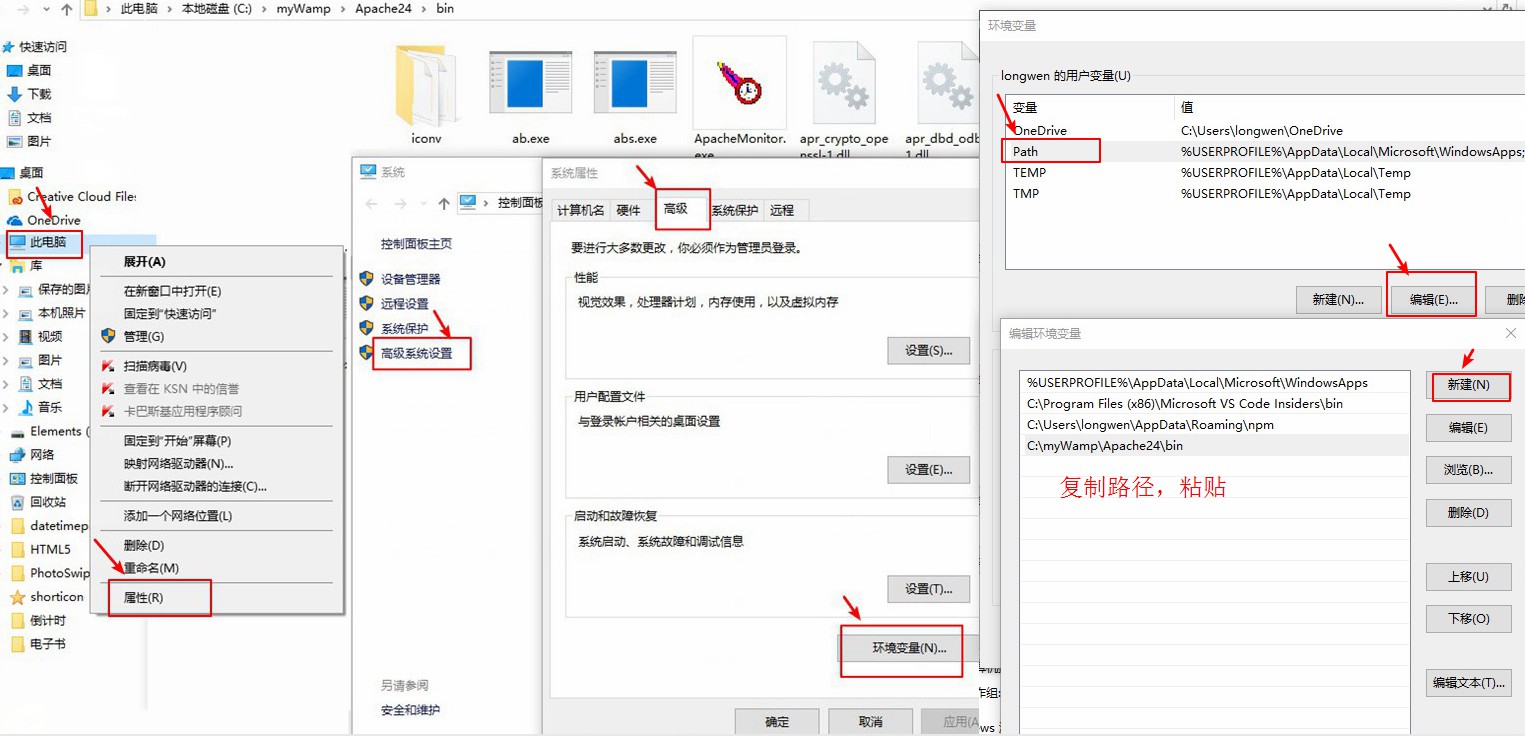 此电脑 › 本地磁盘 (C:) › myWamp › Apache24 › bin
快速访问
桌面
下载
文档
图片
桌面
Creative Cloud Files
OneDrive
此电脑
库
保存的图片
本机照片
视频
图片
文档
音乐
Elements (
网络
控制面板
回收站
datetimep
HTML5
PhotoSwip
shorticon
倒计时
电子书
iconv
ab.exe
abs.exe
ApacheMonitor.exe
apr_crypto_openssl-1.dll
apr_dbd_odb
1.dll
展开(A)
在新窗口中打开(E)
固定到"快速访问"
管理(G)
扫描病毒(V)
查看在 KSN 中的信誉
卡巴斯基应用程序顾问
固定到"开始"屏幕(P)
映射网络驱动器(N)...
断开网络驱动器的连接(C)...
添加一个网络位置(L)
删除(D)
重命名(M)
属性(R)
系统
控制面板
控制面板主页
设备管理器
远程设置
系统保护
高级系统设置
另请参阅
安全和维护
系统属性
计算机名 硬件 高级 系统保护 远程
要进行大多数更改，你必须作为管理员登录。
性能
视觉效果，处理器计划，内存使用，以及虚拟内存
设置(S)...
用户配置文件
与登录帐户相关的桌面设置
设置(E)...
启动和故障恢复
系统启动、系统故障和调试信息
设置(T)...
环境变量(N)...
确定 取消 应用(A
环境变量
longwen 的用户变量(U)
变量 值
OneDrive C:\Users\longwen\OneDrive
Path %USERPROFILE%\AppData\Local\Microsoft\WindowsApps;
TEMP %USERPROFILE%\AppData\Local\Temp
TMP %USERPROFILE%\AppData\Local\Temp
新建(N)... 编辑(E)... 删除
编辑环境变量
%USERPROFILE%\AppData\Local\Microsoft\WindowsApps
C:\Program Files (x86)\Microsoft VS Code Insiders\bin
C:\Users\longwen\AppData\Roaming\npm
C:\myWamp\Apache24\bin
复制路径，粘贴
新建(N)
编辑(E)
浏览(B)...
删除(D)
上移(U)
下移(O)
编辑文本(T)...
作组:
ws